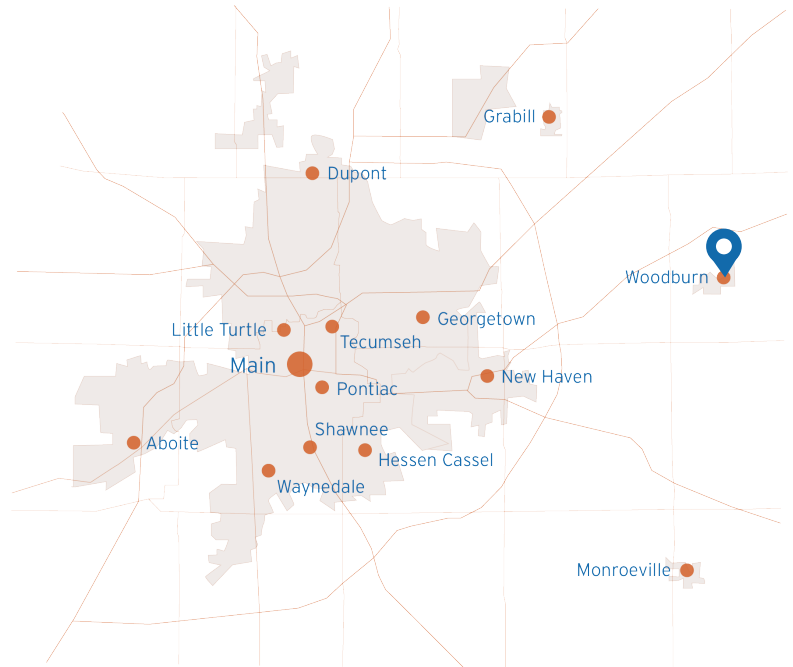 Grabill
Dupont
Woodburn
Little Turtle
Georgetown
Tecumseh
Main
New Haven
Pontiac
Shawnee
Aboite
Hessen Cassel
Waynedale
Monroeville